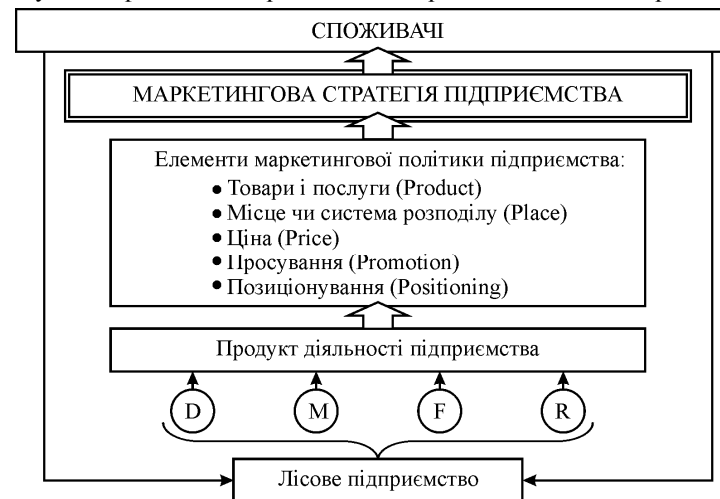 СПОЖИВАЧІ
МАРКЕТИНГОВА СТРАТЕГІЯ ПІДПРИЄМСТВА
Елементи маркетингової політики підприємства:
● Товари і послуги (Product)
● Місце чи система розподілу (Place)
● Ціна (Price)
● Просування (Promotion)
● Позиціонування (Positioning)
Продукт діяльності підприємства
D M F R
Лісове підприємство